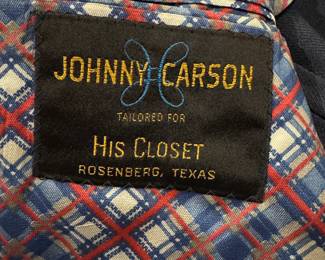 JOHNNY CARSON
TAILORED FOR
HIS CLOSET
ROSENBERG, TEXAS